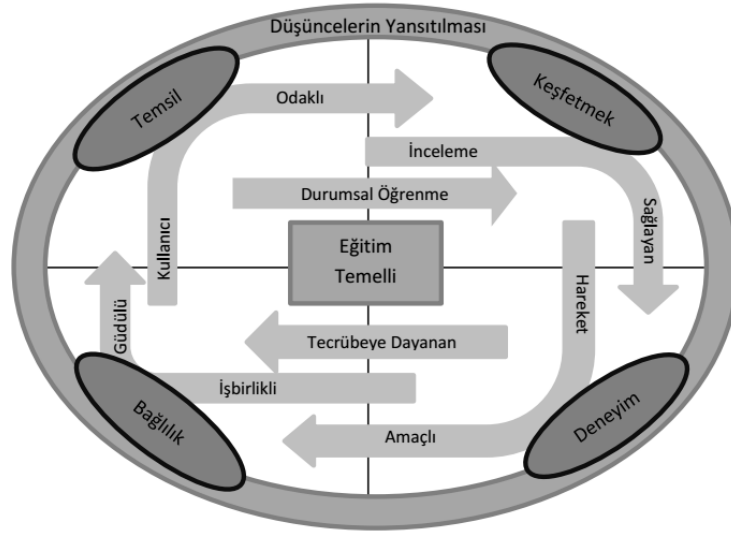 Düşüncelerin Yansıtılması
Temsil
Keşfetmek
Odaklı
İnceleme
Durumsal Öğrenme
Sağlayan
Kullanıcı
Eğitim
Temelli
Hareket
Güdülü
Tecrübeye Dayanan
İşbirlikli
Bağlılık
Deneyim
Amaçlı